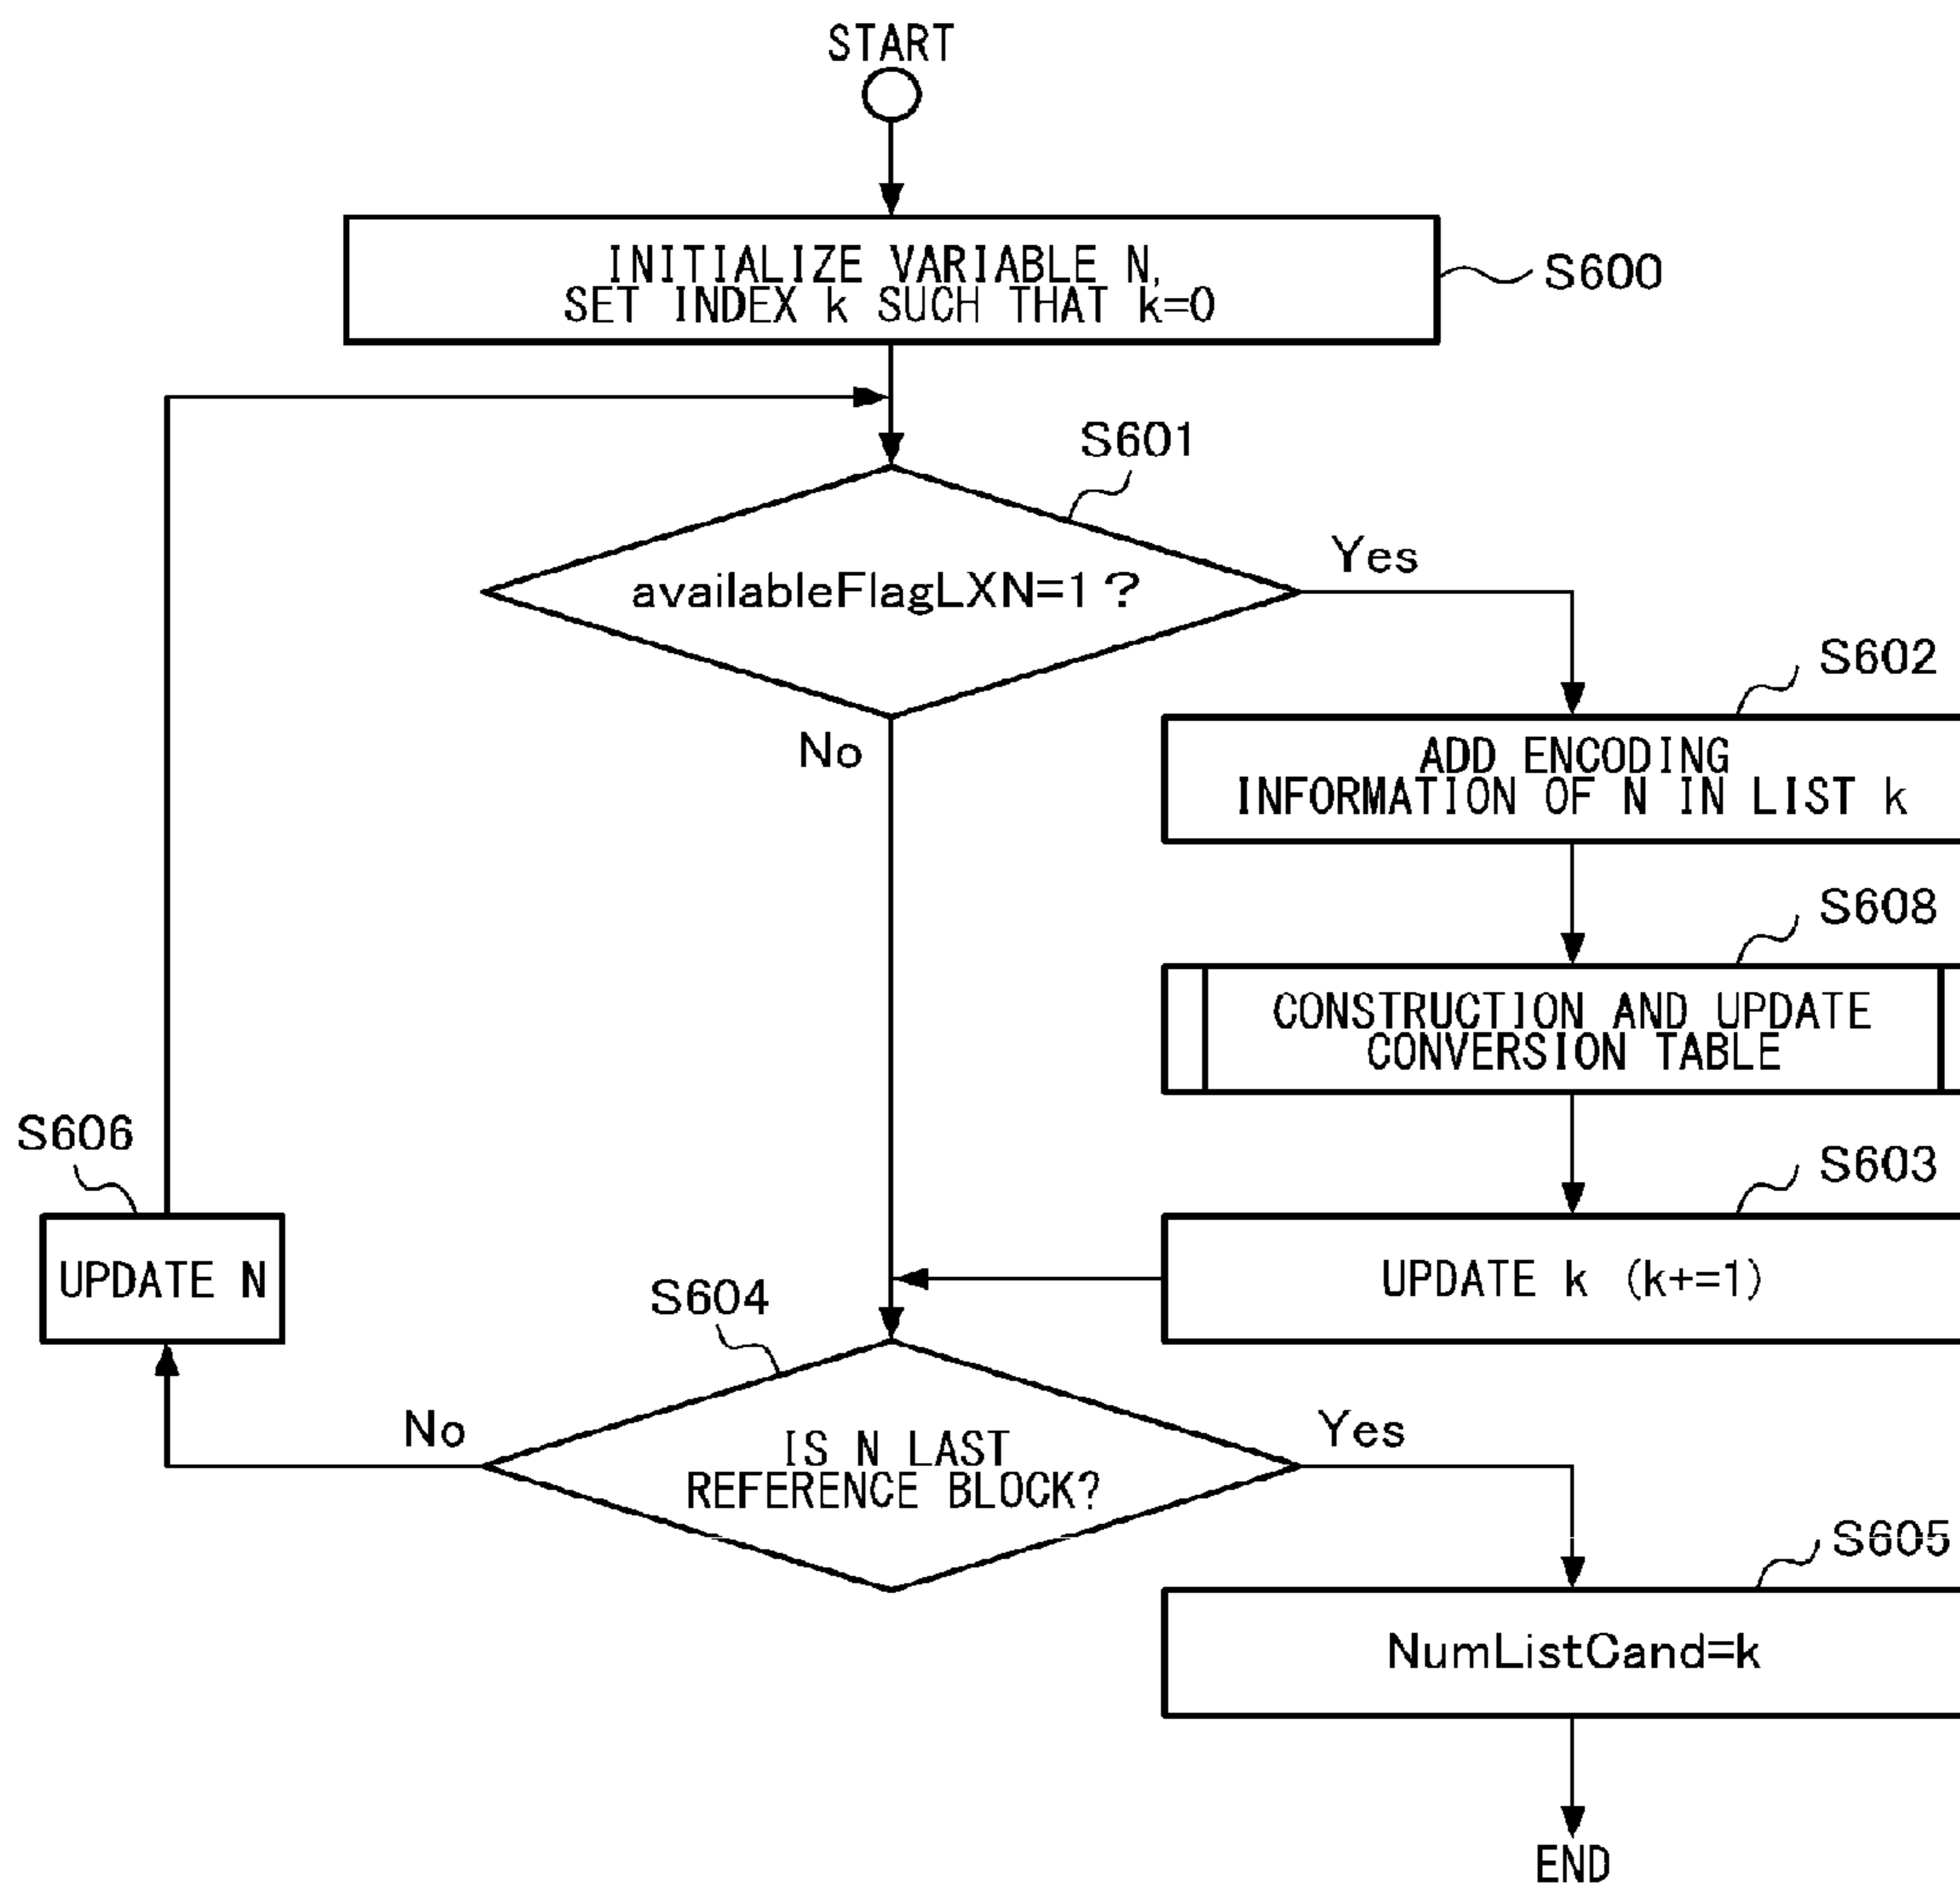 START
INITIALIZE VARIABLE N,
SET INDEX k SUCH THAT k=0
S600
S601
availableFlagLXN=1?
Yes
No
S602
ADD ENCODING
INFORMATION OF N IN LIST k
S608
CONSTRUCTION AND UPDATE
CONVERSION TABLE
S606
UPDATE N
S603
UPDATE k (k+=1)
S604
No
IS N LAST
REFERENCE BLOCK?
Yes
S605
NumListCand=k
END